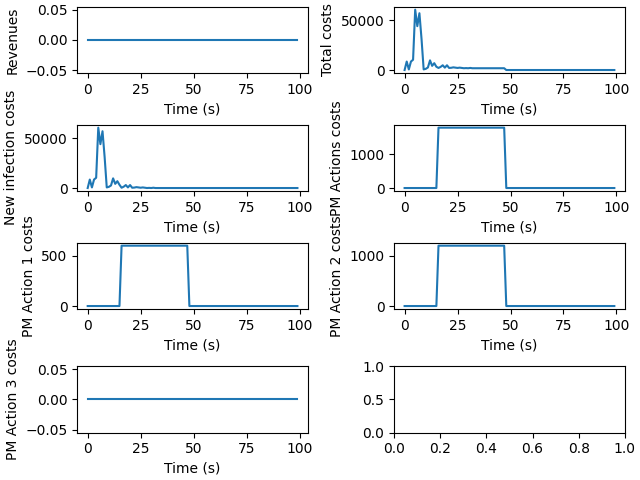 Revenues
0.05
0.00
−0.05
0 25 50 75 100
Time (s)
Total costs
50000
0
0 25 50 75 100
Time (s)
New infection costs
50000
0
0 25 50 75 100
Time (s)
PM Actions costs
1000
0
0 25 50 75 100
Time (s)
PM Action 1 costs
500
0
0 25 50 75 100
Time (s)
PM Action 2 costs
1000
0
0 25 50 75 100
Time (s)
PM Action 3 costs
0.05
0.00
−0.05
0 25 50 75 100
Time (s)
1.0
0.5
0.0
0.0 0.2 0.4 0.6 0.8 1.0